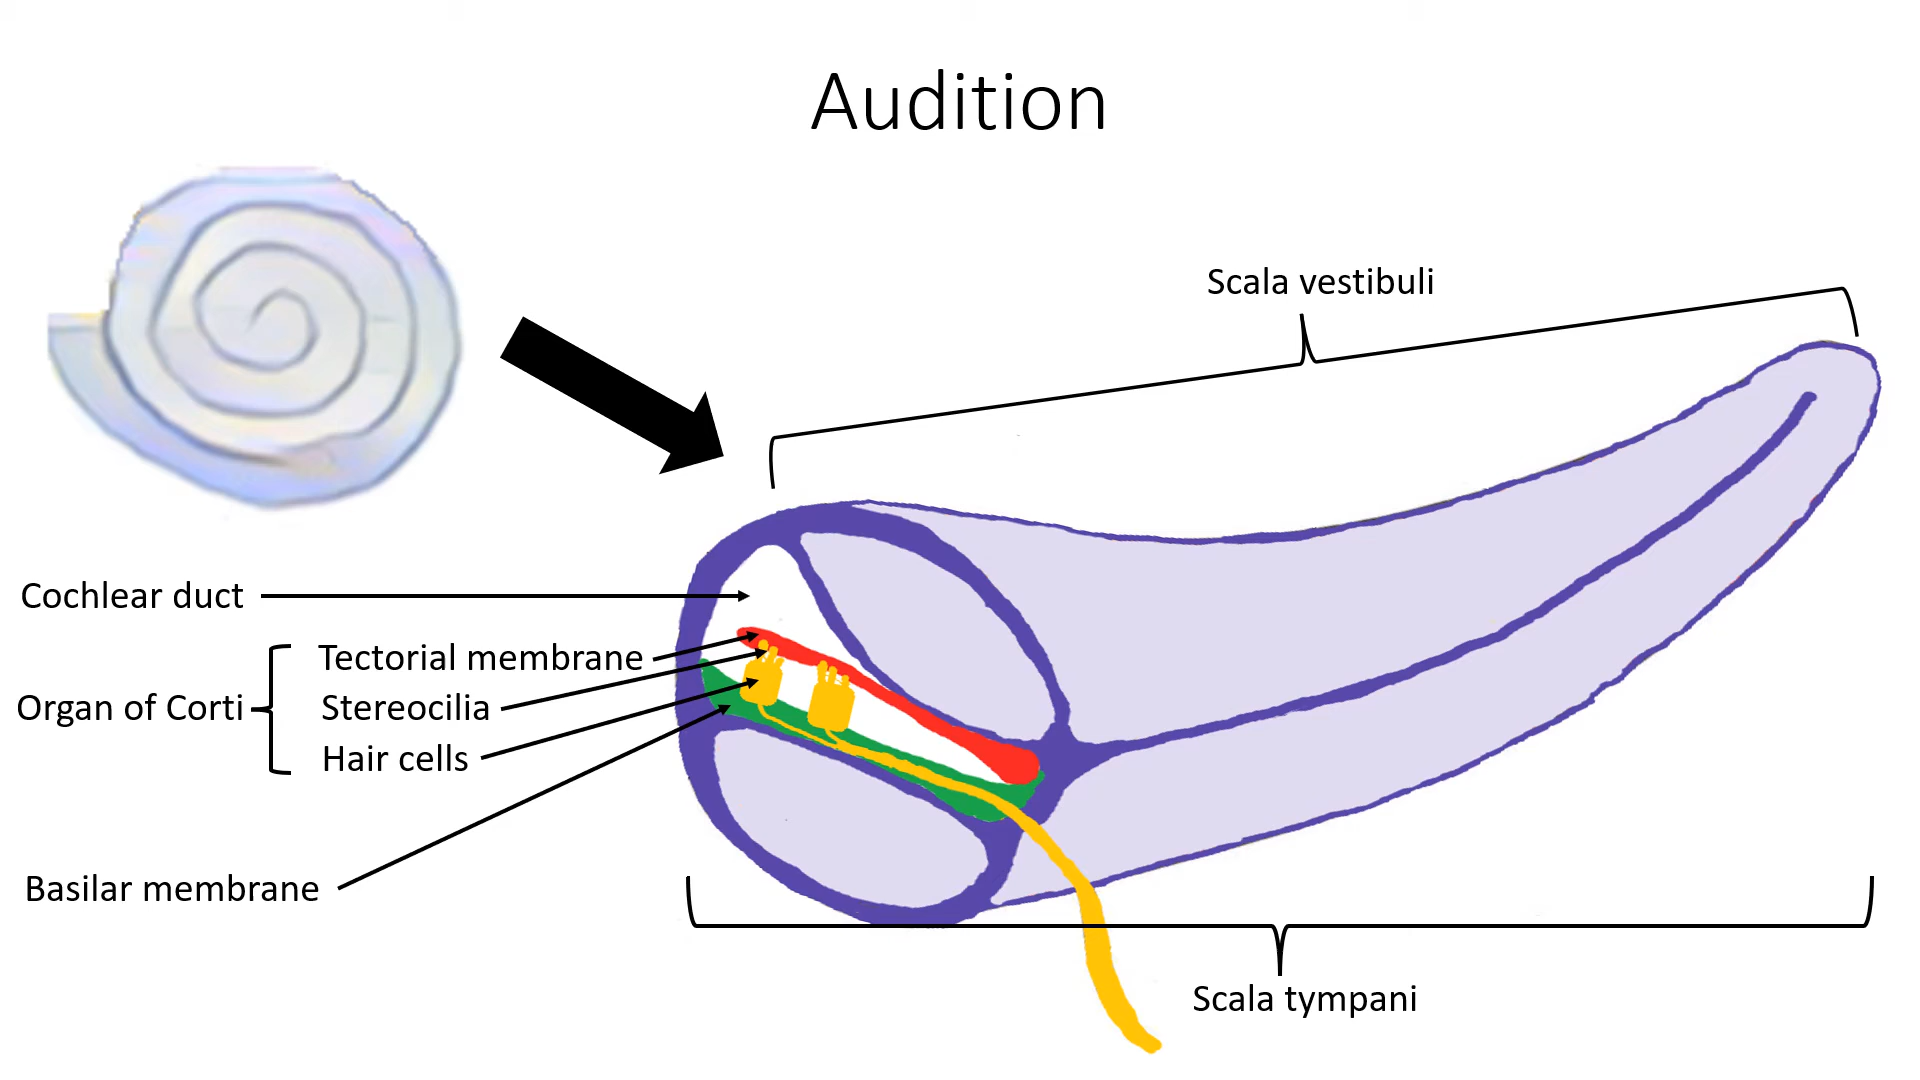 Audition
Scala vestibuli
Cochlear duct
Tectorial membrane
Organ of Corti
Stereocilia
Hair cells
Basilar membrane
Scala tympani